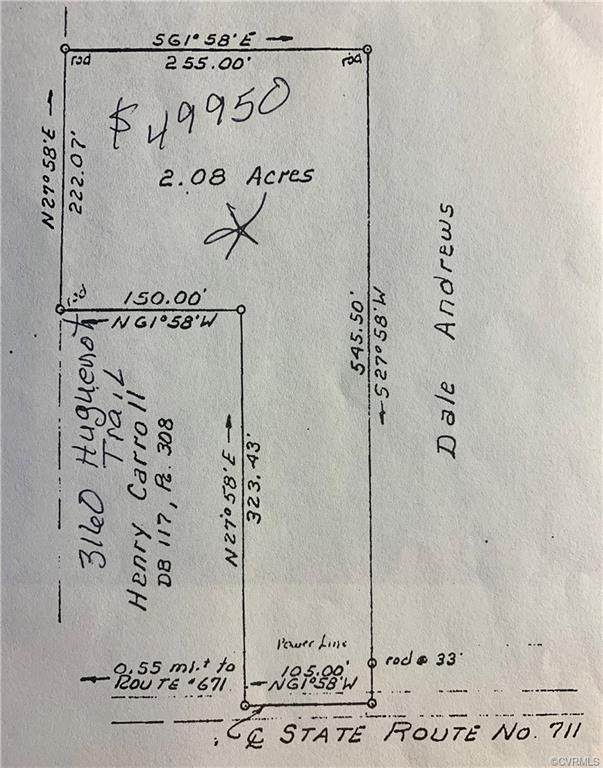 S61°58'E
rod
rod
255.00'
$ 49950
2.08 Acres
N27°58'E
222.07'
rod
150.00'
N61°58'W
545.50'
S27°58'W
Dale Andrews
3160 Huguenot
Trail
Henry Carroll
DB 117, PG. 308
N27°58'E
323.43'
Power Line
rod @ 33'
0.55 mi.± to
ROUTE #671
105.00'
N61°58'W
℄ STATE ROUTE NO. 711
©CVRMLS